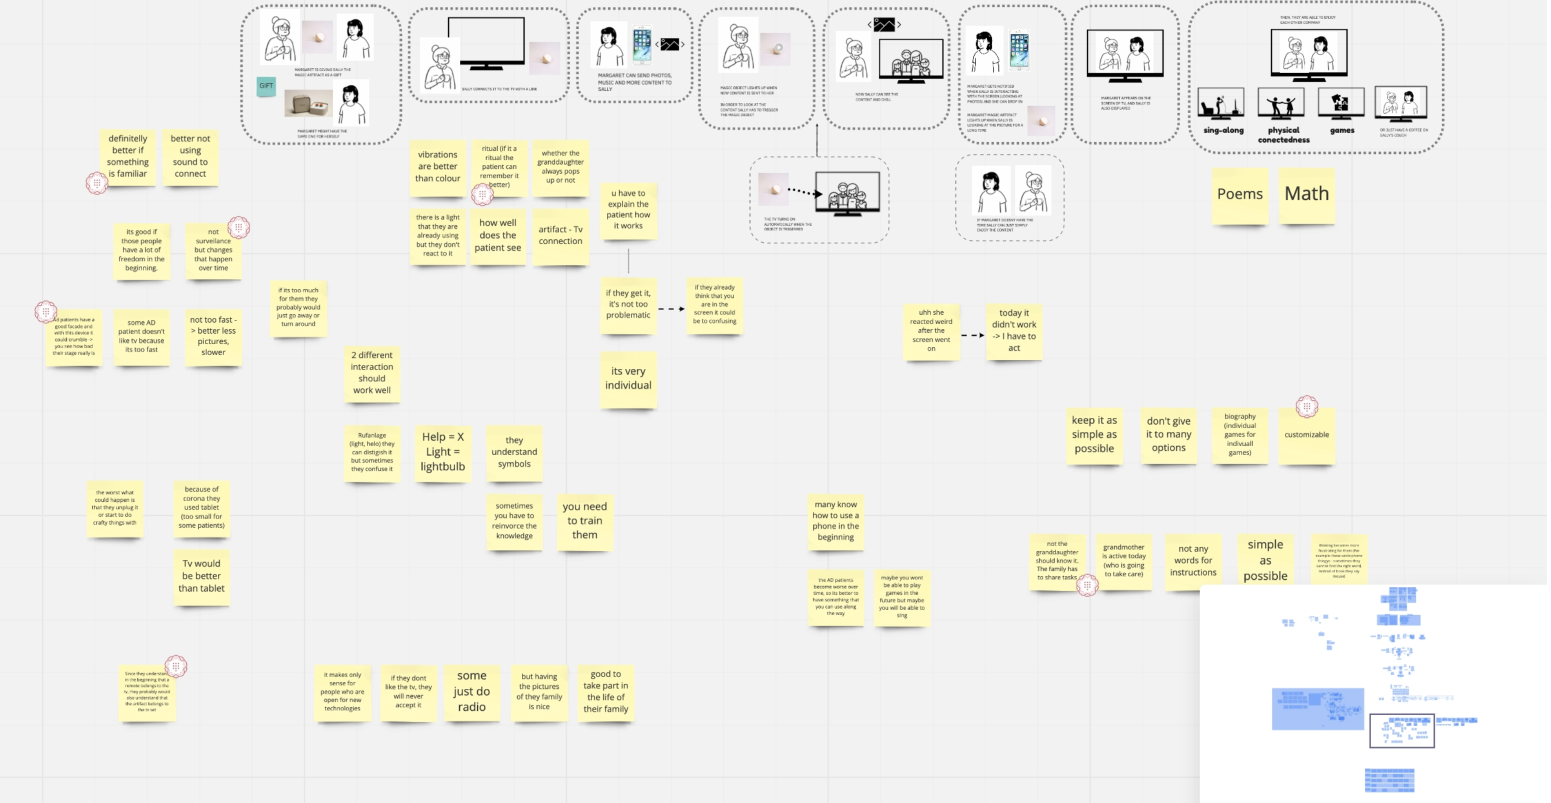 MARGARET IS GIVING SALLY THE
MAGIC ARTIFACT AS A GIFT
GIFT
MARGARET MIGHT HAVE THE
SAME ONE FOR HERSELF
SALLY CONNECTS IT TO THE TV WITH A LINK
MARGARET CAN SEND PHOTOS,
MUSIC AND MORE CONTENT TO
SALLY
MAGIC OBJECT LIGHTS UP WHEN
NEW CONTENT IS SENT TO HER
IN ORDER TO LOOK AT THE
CONTENT SALLY HAS TO TRIGGER
THE MAGIC OBJECT
NOW SALLY CAN SEE THE
CONTENT AND CHILL
MARGARET GETS NOTIFIED
WHEN SALLY IS INTERACTING
WITH THE SCREEN LOOKING AT
PHOTOS AND SHE CAN DROP IN
MARGARET MAGIC ARTIFACT
LIGHTS UP WHEN SALLY IS
LOOKING AT THE PICTURE FOR A
LONG TIME
MARGARET APPEARS ON THE
SCREEN OF TV, AND SALLY IS
ALSO DISPLAYED
THEN, THEY ARE ABLE TO ENJOY
EACH OTHER COMPANY
sing-along
physical
conectedness
games
OR JUST HAVE A COFFEE ON
SALLY'S COUCH
THE TV TURNS ON
AUTOMATICALLY WHEN THE
OBJECT IS TRIGGERED
IF MARGARET DOESNT HAVE THE
TIME SALLY CAN JUST SIMPLY
ENJOY THE CONTENT
definitelly
better if
something
is familiar
better not
using
sound to
connect
vibrations
are better
than colour
ritual (if it a
ritual the
patient can
remember it
better)
whether the
granddaughter
always pops
up or not
u have to
explain the
patient how
it works
Poems
Math
there is a light
that they are
already using
but they don't
react to it
how well
does the
patient see
artifact - Tv
connection
its good if
those people
have a lot of
freedom in the
beginning.
not
surveilance
but changes
that happen
over time
if its too much
for them they
probably would
just go away or
turn around
if they get it,
it's not too
problematic
if they already
think that you
are in the
screen it could
be to confusing
patients have a
good facade and
with this device it
could crumble ->
you see how bad
their stage really is
some AD
patient doesn't
like tv because
its too fast
not too fast -
> better less
pictures,
slower
uhh she
reacted weird
after the
screen went
on
today it
didn't work
-> I have to
act
2 different
interaction
should
work well
its very
individual
Rufanlage
(light, help) they
can distigish it
but sometimes
they confuse it
Help = X
Light =
lightbulb
they
understand
symbols
keep it as
simple as
possible
don't give
it to many
options
biography
(individual
games for
indivuall
games)
customizable
the worst what
could happen is
that they unplug it
or start to do
crafty things with
because of
corona they
used tablet
(too small for
some patients)
sometimes
you have to
reinvorce the
knowledge
you need
to train
them
many know
how to use a
phone in the
beginning
Tv would
be better
than tablet
not the
granddaughter
should know it.
The family has
to share tasks
grandmother
is active today
(who is going
to take care)
not any
words for
instructions
simple
as
possible
the AD patients
become worse over
time, so its better to
have something that
you can use along
the way.
maybe you wont
be able to play
games in the
future but maybe
you will be able to
sing
Since they understand
in the beginning that a
remote belongs to the
tv, they probably would
also understand that
the artifact belongs to
the tv set
it makes only
sense for
people who are
open for new
technologies
if they dont
like the tv, they
will never
accept it
some
just do
radio
but having
the pictures
of they family
is nice
good to
take part in
the life of
their family